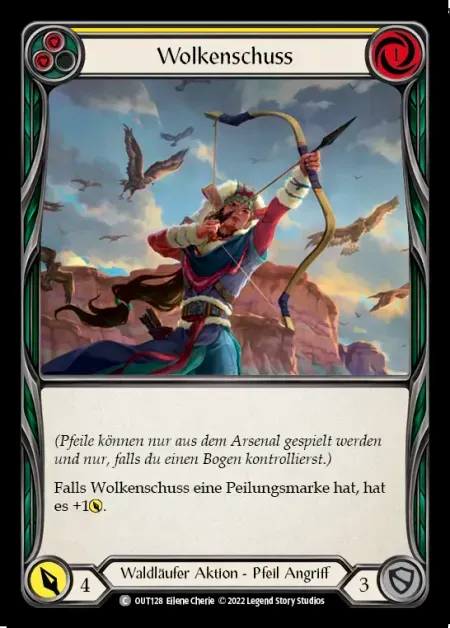 Wolkenschuss
1
(Pfeile können nur aus dem Arsenal gespielt werden
und nur, falls du einen Bogen kontrollierst.)
Falls Wolkenschuss eine Peilungsmarke hat, hat
es +1.
4
Waldläufer Aktion - Pfeil Angriff
3
C OUT128 Eilene Cherie © 2022 Legend Story Studios